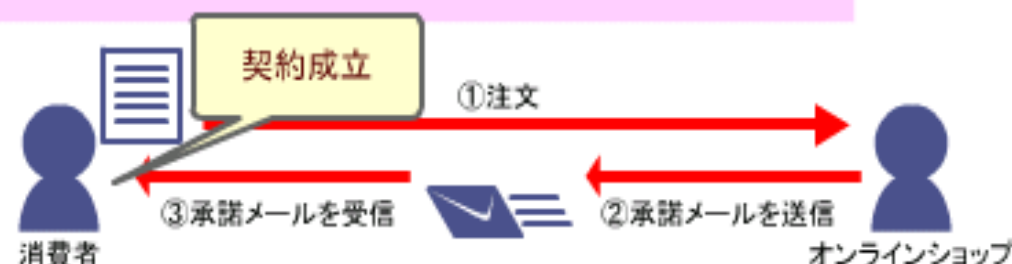 契約成立
①注文
③承諾メールを受信
②承諾メールを送信
消費者
オンラインショップ